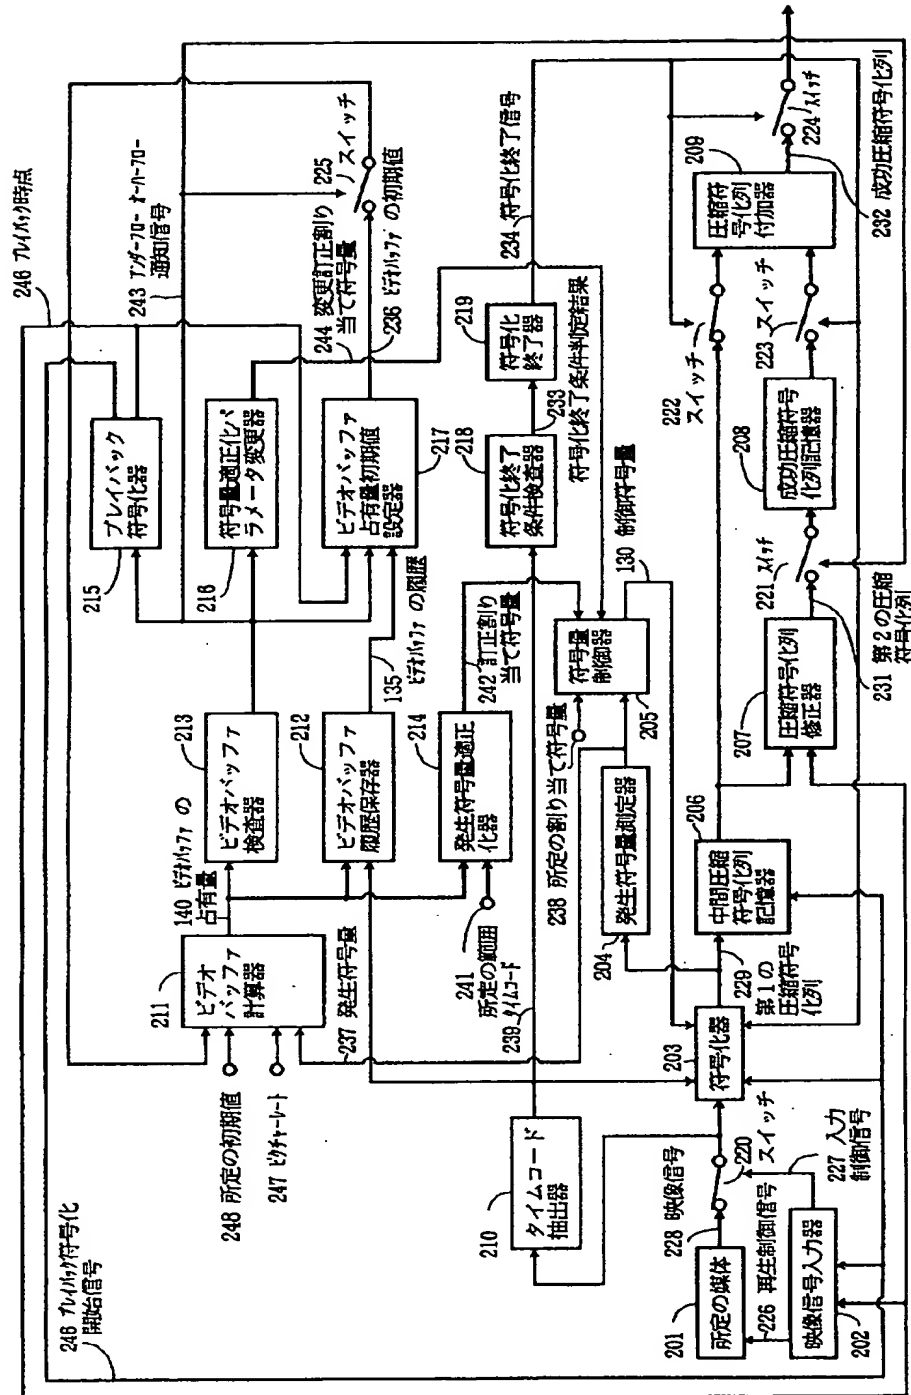 246 プレイバック時点
243 アンダーフロー オーバーフロー
通知信号
225
スイッチ
244 変更訂正割り
当て符号量
236 ビデオバッファ の初期値
234 符号化終了信号
209
圧縮符
号化列
付加器
224 スイッチ
232 成功圧縮符号化列
プレイバック
符号化器
215
符号量適正化パ
ラメータ変更器
216
ビデオバッファ
占有量初期値
設定器
217
219
符号化
終了器
233
符号化終了条件判定結果
218
符号化終了
条件検査器
222
スイッチ
223 スイッチ
208
成功圧縮符号
化列記憶器
135
ビデオバッファ の履歴
242 訂正割り
当て符号量
130 制御符号量
符号量
制御器
205
221 スイッチ
231 第2の圧縮
符号化列
213
ビデオバッファ
検査器
212
ビデオバッファ
履歴保存器
214
発生符号量適正
化器
238 所定の割り当て符号量
207
圧縮符号化列
修正器
140 ビデオバッファ の
占有量
211
ビデオ
バッファ
計算器
237 発生符号量
241
所定の範囲
239 タイムコード
204
発生符号量測定器
206
中間圧縮
符号化列
記憶器
229
第1の
圧縮符号
化列
203
符号化器
248 所定の初期値
247 ピクチャーレート
210
タイムコード
抽出器
228 映像信号
220
スイッチ
227 入力
制御信号
246 プレイバック符号化
開始信号
201
所定の媒体
226 再生制御信号
映像信号入力器
202